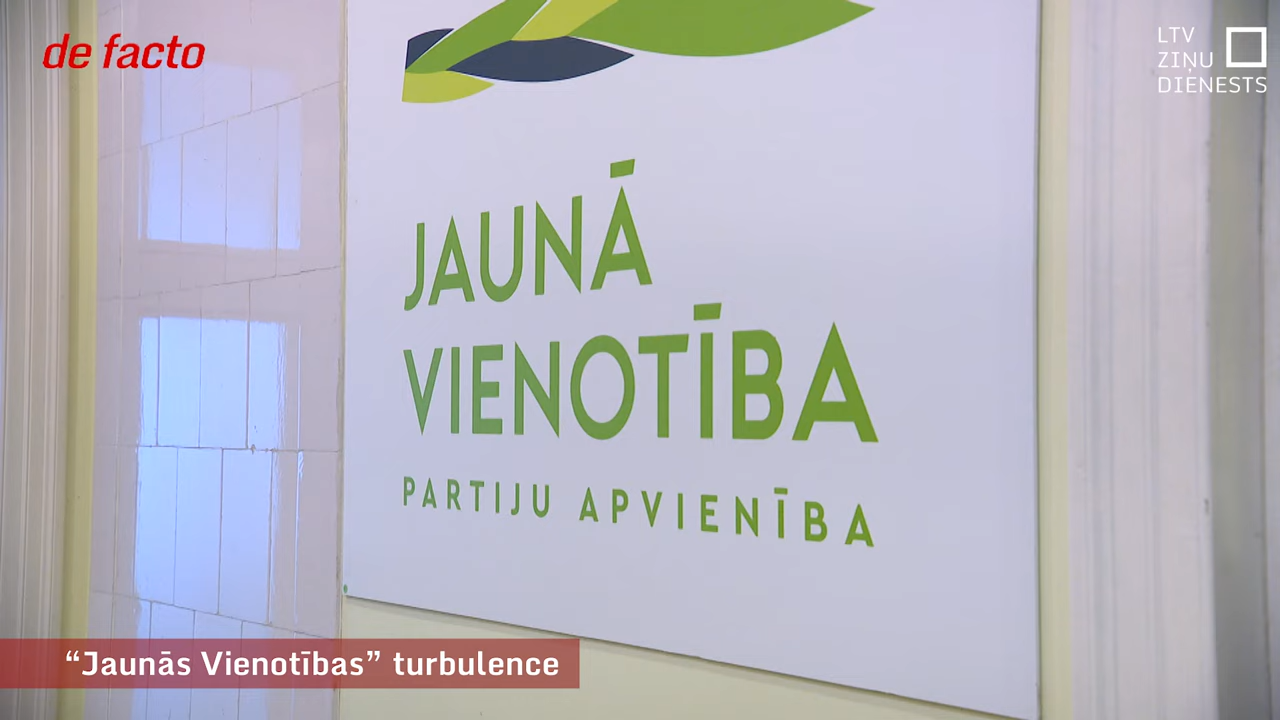 de facto
LTV
ZIŅU
DIENESTS
JAUNĀ
VIENOTĪBA
PARTIJU APVIENĪBA
“Jaunās Vienotības” turbulence